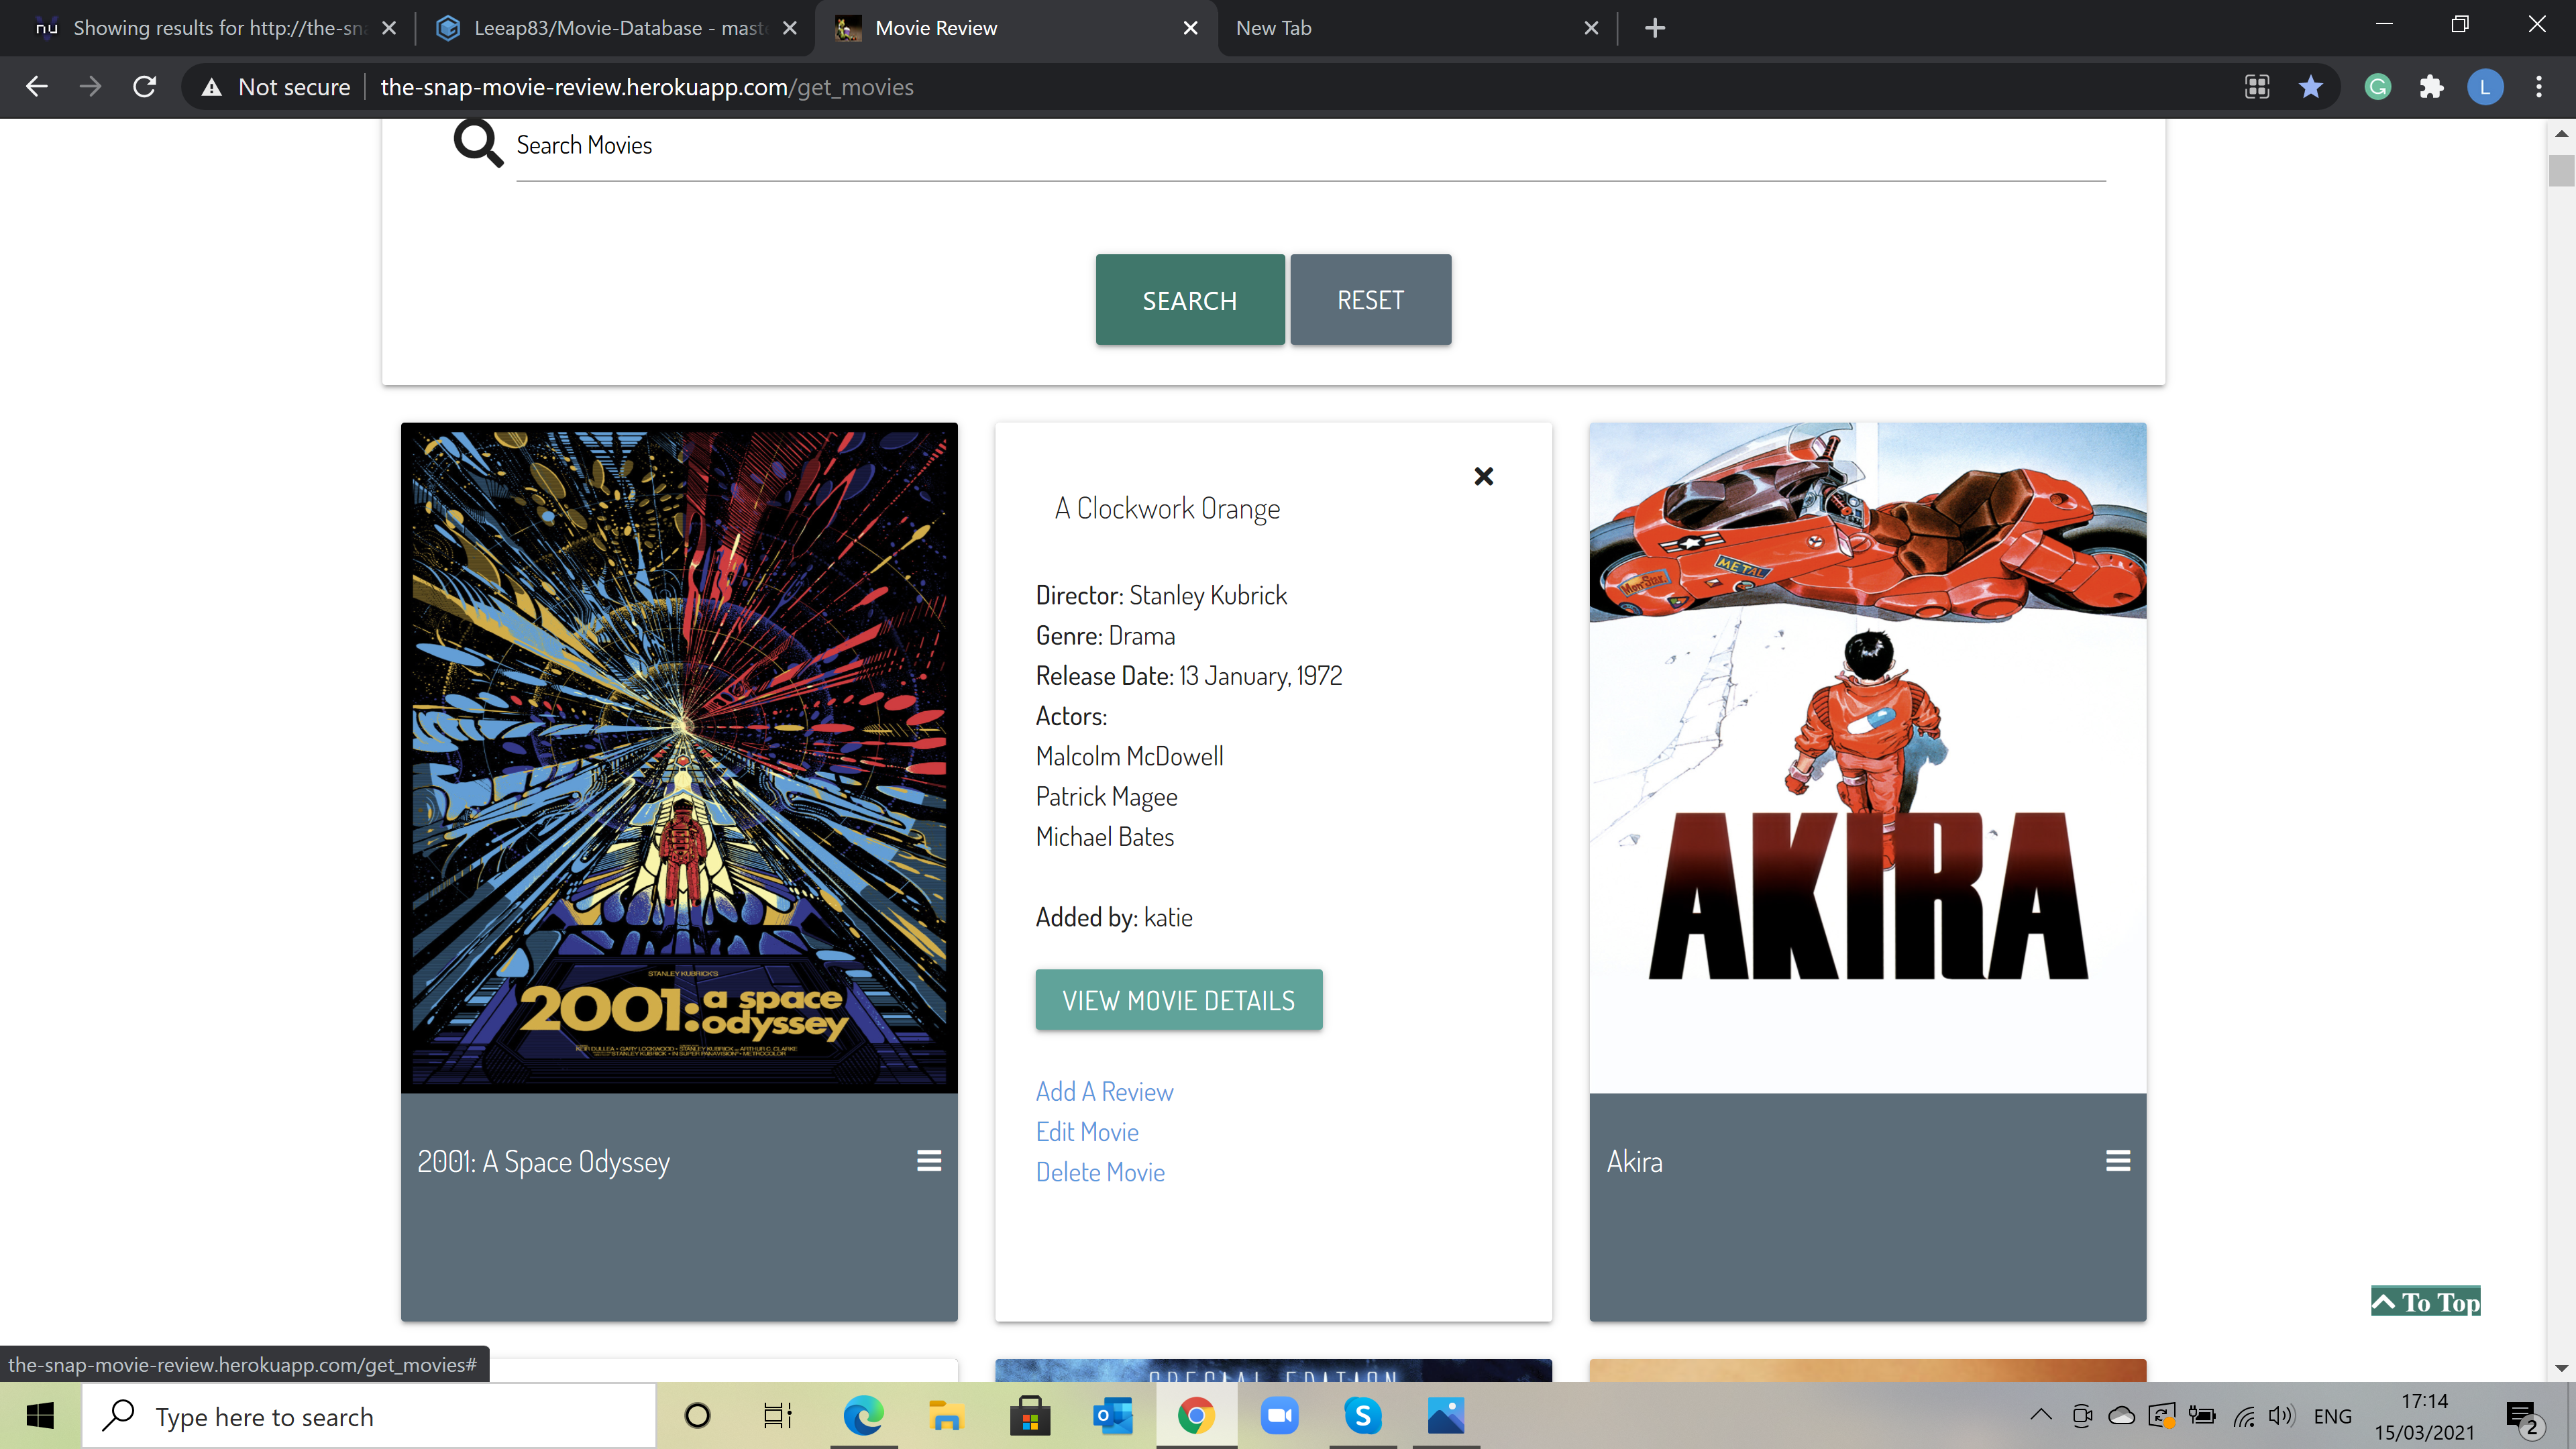 nu Showing results for http://the-sna
Leeap83/Movie-Database - maste
Movie Review
New Tab
Not secure
the-snap-movie-review.herokuapp.com/get_movies
G
L
Search Movies
SEARCH
RESET
STANLEY KUBRICK'S
2001: a space odyssey
2001: A Space Odyssey
A Clockwork Orange
Director: Stanley Kubrick
Genre: Drama
Release Date: 13 January, 1972
Actors:
Malcolm McDowell
Patrick Magee
Michael Bates
Added by: katie
VIEW MOVIE DETAILS
Add A Review
Edit Movie
Delete Movie
METAL
AKIRA
Akira
To Top
the-snap-movie-review.herokuapp.com/get_movies#
SPECIAL EDITION
Type here to search
ENG
17:14
15/03/2021
2